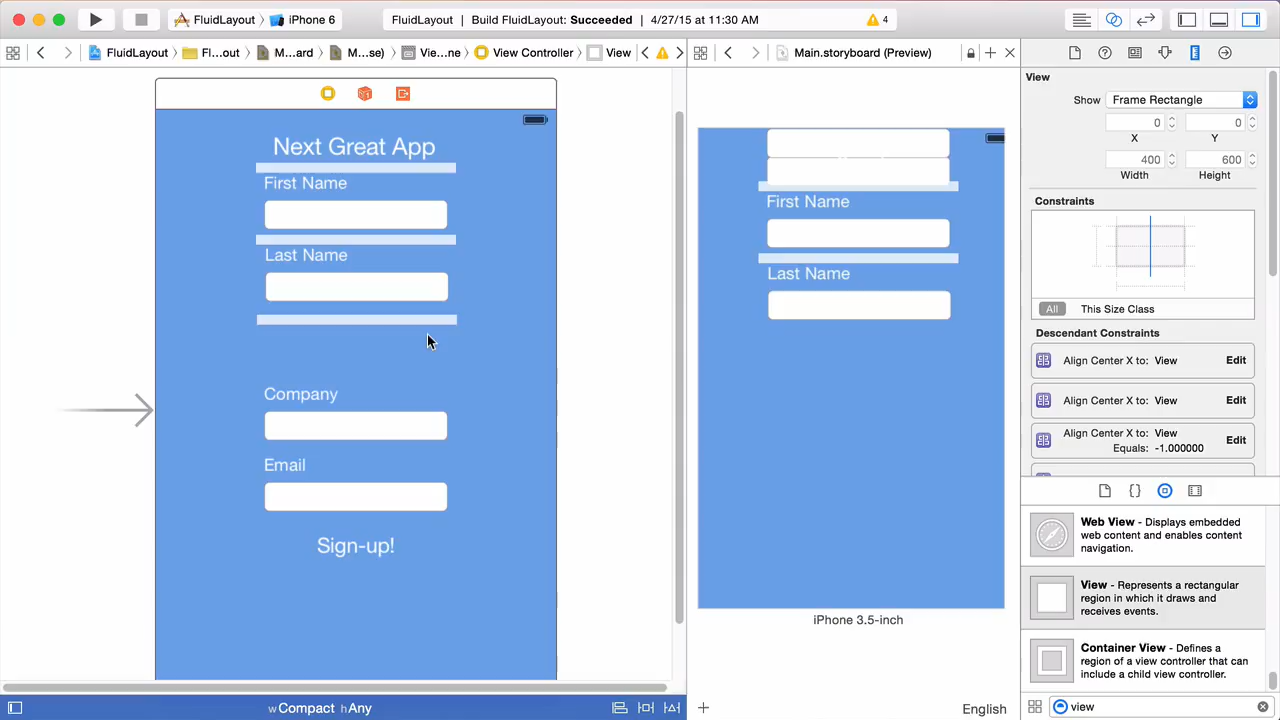 FluidLayout iPhone 6 FluidLayout | Build FluidLayout: Succeeded | 4/27/15 at 11:30 AM 4
FluidLayout Fl…out M…ard M…se) Vie…ne View Controller View Main.storyboard (Preview)
View
Show Frame Rectangle
0 0
X Y
400 600
Width Height
Constraints
All This Size Class
Descendant Constraints
Align Center X to: View Edit
Align Center X to: View Edit
Align Center X to: View
Equals: -1.000000 Edit
Next Great App
First Name
Last Name
Company
Email
Sign-up!
First Name
Last Name
iPhone 3.5-inch
Web View - Displays embedded
web content and enables content
navigation.
View - Represents a rectangular
region in which it draws and
receives events.
Container View - Defines a
region of a view controller that can
include a child view controller.
wCompact hAny English view